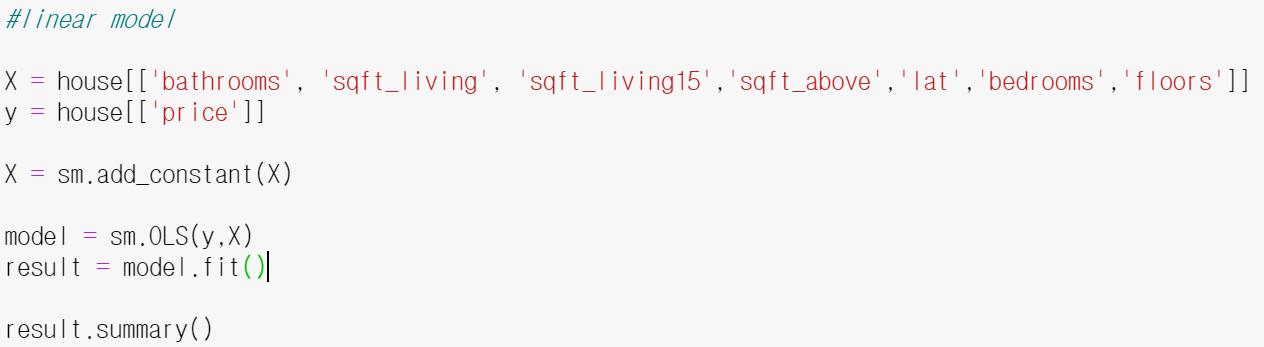 #linear model
X = house[['bathrooms', 'sqft_living', 'sqft_living15','sqft_above','lat','bedrooms','floors']]
y = house[['price']]
X = sm.add_constant(X)
model = sm.OLS(y,X)
result = model.fit()
result.summary()